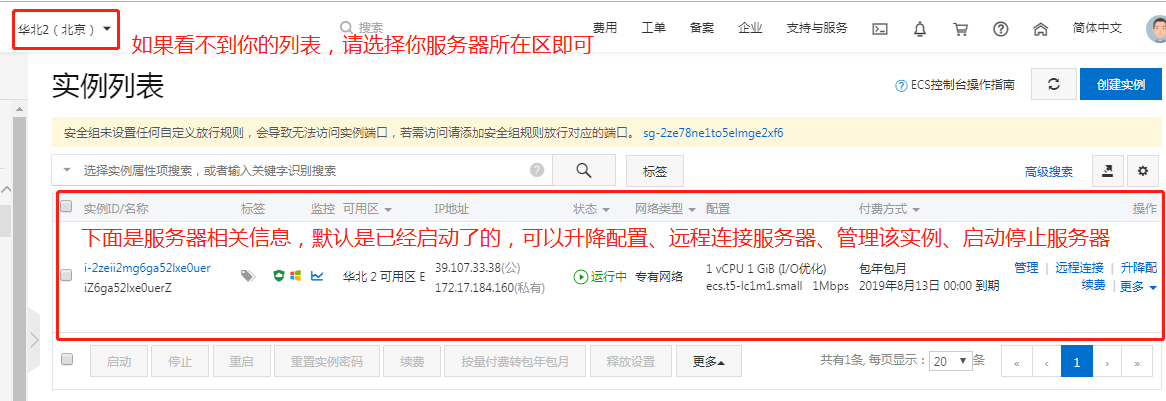 华北2（北京）
搜索
费用 工单 备案 企业 支持与服务 简体中文
如果看不到你的列表，请选择你服务器所在区即可
实例列表
ECS控制台操作指南 创建实例
安全组未设置任何自定义放行规则，会导致无法访问实例端口，若需访问请添加安全组规则放行对应的端口。 sg-2ze78ne1to5elmge2xf6
选择实例属性项搜索，或者输入关键字识别搜索
标签
高级搜索
实例ID/名称 标签 监控 可用区 IP地址 状态 网络类型 配置 付费方式 操作
下面是服务器相关信息，默认是已经启动了的，可以升降配置、远程连接服务器、管理该实例、启动停止服务器
i-2zeii2mg6ga52lxe0uer
iZ6ga52lxe0uerZ
华北 2 可用区 E
39.107.33.38(公)
172.17.184.160(私有)
运行中
专有网络
1 vCPU 1 GiB (I/O优化)
ecs.t5-lc1m1.small 1Mbps
包年包月
2019年8月13日 00:00 到期
管理 | 远程连接 | 升降配
续费 | 更多
启动 停止 重启 重置实例密码 续费 按量付费转包年包月 释放设置 更多
共有1条, 每页显示： 20 条 « ‹ 1 › »